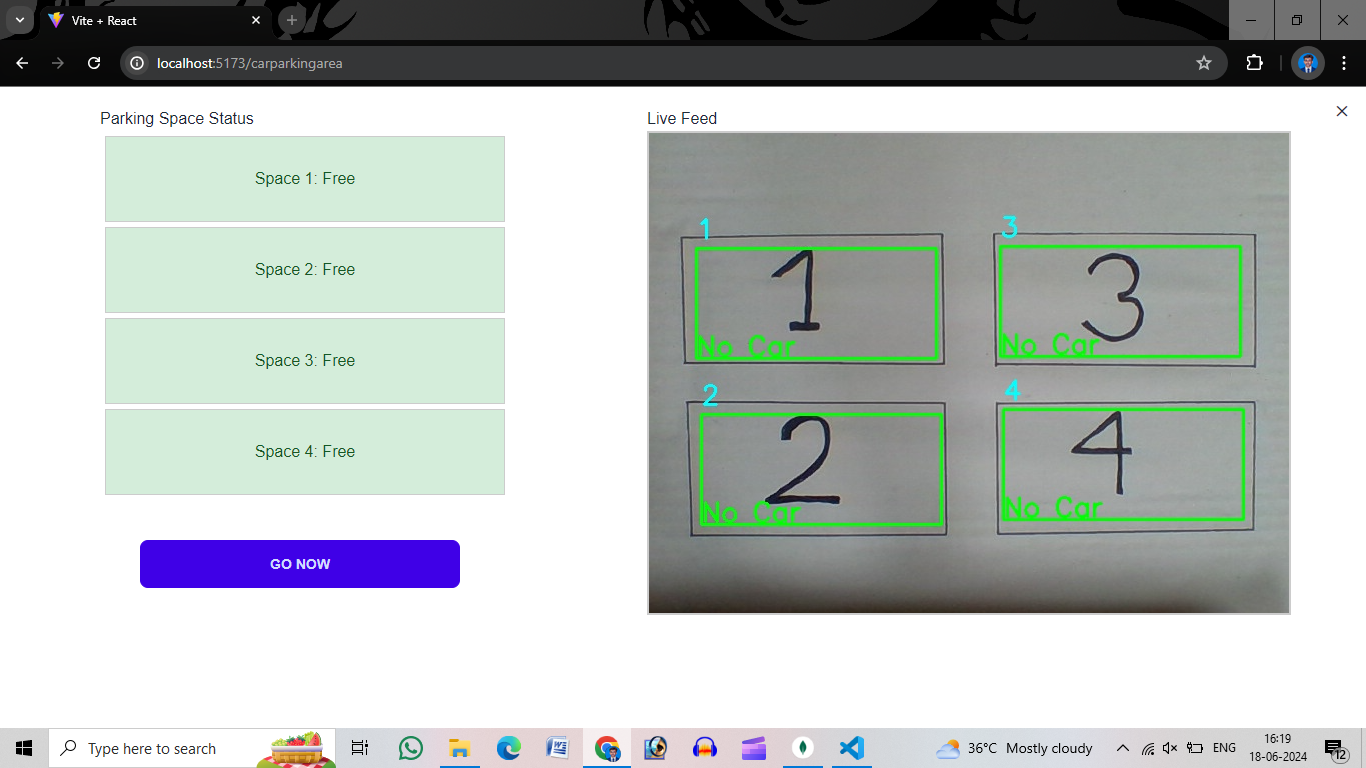 Vite + React
localhost:5173/carparkingarea
Parking Space Status
Space 1: Free
Space 2: Free
Space 3: Free
Space 4: Free
GO NOW
Live Feed
1
1
No Car
3
3
No Car
2
2
No Car
4
4
No Car
Type here to search
36°C Mostly cloudy
ENG
16:19
18-06-2024
12